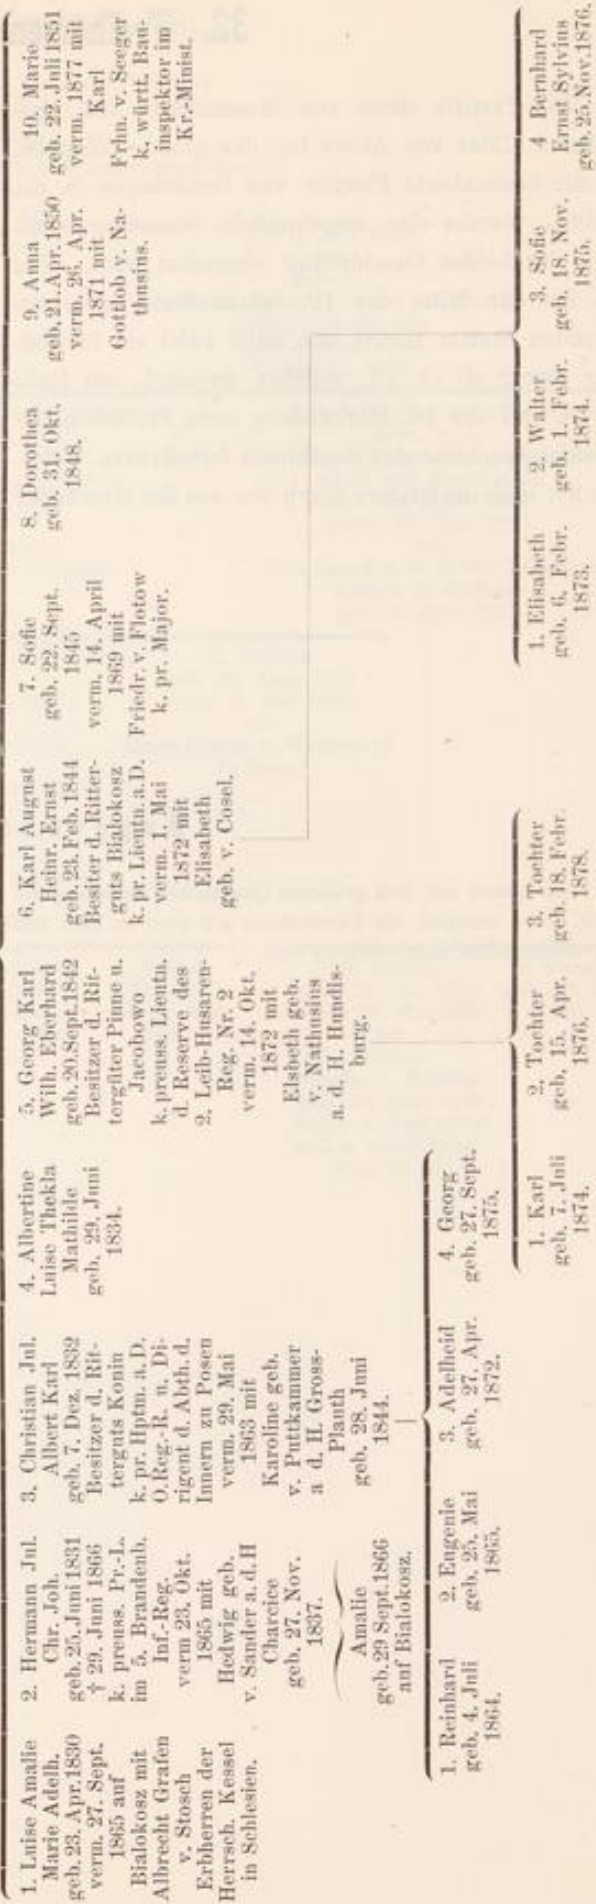 1. Luise Amalie
Marie Adelh.
geb. 23. Apr. 1830
verm. 27. Sept.
1865 auf
Bialokosz mit
Albrecht Grafen
v. Stosch
Erbherren der
Herrsch. Kessel
in Schlesien.
2. Hermann Jul.
Chr. Joh.
geb. 25. Juni 1831
† 29. Juni 1866
k. preuss. Pr.-L.
im 5. Brandenb.
Inf.-Reg.
verm 23. Okt.
1865 mit
Hedwig geb.
v. Sander a. d. H
Charcice
geb. 27. Nov.
1837.
Amalie
geb. 29 Sept. 1866
auf Bialokosz.
3. Christian Jul.
Albert Karl
geb. 7. Dez. 1832
Besitzer d. Rit-
terguts Konin
k. pr. Hptm. a. D.
O.Reg.-R. u. Di-
rigent d. Abth. d.
Innern zu Posen
verm. 29. Mai
1863 mit
Karoline geb.
v. Puttkammer
a d. H. Gross-
Plauth
geb. 28. Juni
1844.
1. Reinhard
geb. 4. Juli
1864.
2. Eugenie
geb. 25. Mai
1865.
3. Adelheid
geb. 27. Apr.
1872.
4. Georg
geb. 27. Sept.
1875.
4. Albertine
Luise Thekla
Mathilde
geb. 29. Juni
1834.
5. Georg Karl
Wilh. Eberhard
geb. 20. Sept. 1842
Besitzer d. Rit-
tergüter Pinne u.
Jacobowo
k. preuss. Lieutn.
d. Reserve des
2. Leib-Husaren-
Reg. Nr. 2
verm. 14. Okt.
1872 mit
Elsbeth geb.
v. Nathusius
a. d. H. Hundis-
burg.
1. Karl
geb. 7. Juli
1874.
2. Tochter
geb. 15. Apr.
1876.
3. Tochter
geb. 18. Febr.
1878.
6. Karl August
Heinr. Ernst
geb. 23. Feb. 1844
Besitzer d. Ritter-
guts Bialokosz
k. pr. Lieutn. a. D.
verm. 1. Mai
1872 mit
Elisabeth
geb. v. Cosel.
1. Elisabeth
geb. 6. Febr.
1873.
2. Walter
geb. 1. Febr.
1874.
3. Sofie
geb. 18. Nov.
1875.
4 Bernhard
Ernst Sylvius
geb. 25. Nov. 1876.
7. Sofie
geb. 22. Sept.
1845
verm. 14. April
1869 mit
Friedr. v. Flotow
k. pr. Major.
8. Dorothea
geb. 31. Okt.
1848.
9. Anna
geb. 21. Apr. 1850
verm. 26. Apr.
1871 mit
Gottlob v. Na-
thusius.
10. Marie
geb. 22. Juli 1851
verm. 1877 mit
Karl
Frhn. v. Seeger
k. württ. Bau-
inspektor im
Kr.-Minist.